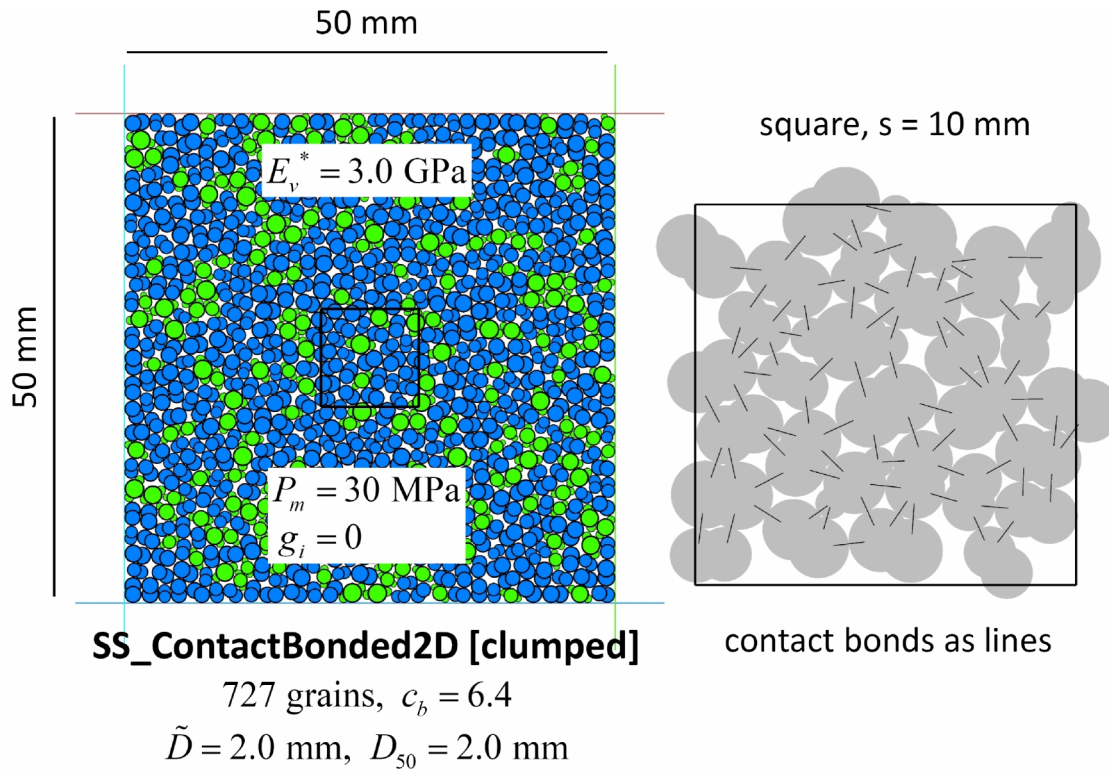 50 mm
50 mm
E_v^* = 3.0 GPa
P_m = 30 MPa
g_i = 0
SS_ContactBonded2D [clumped]
727 grains, c_b = 6.4
D̃ = 2.0 mm, D_50 = 2.0 mm
square, s = 10 mm
contact bonds as lines